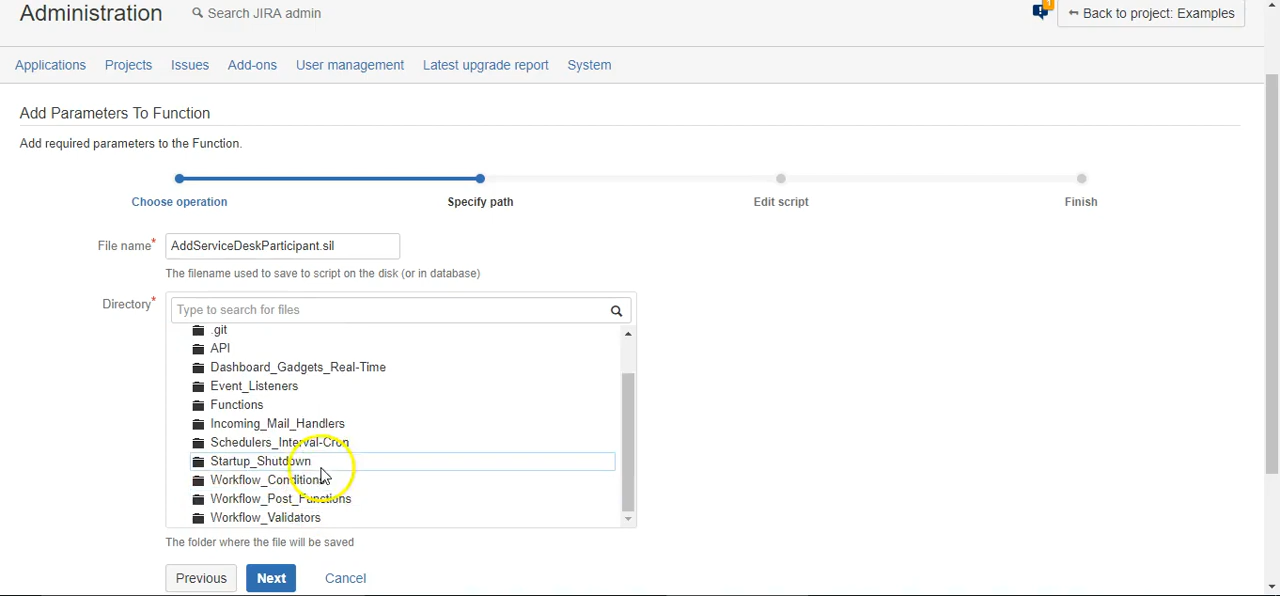 Administration
Search JIRA admin
1
Back to project: Examples
Applications Projects Issues Add-ons User management Latest upgrade report System
Add Parameters To Function
Add required parameters to the Function.
Choose operation Specify path Edit script Finish
File name* AddServiceDeskParticipant.sil
The filename used to save to script on the disk (or in database)
Directory* Type to search for files
.git
API
Dashboard_Gadgets_Real-Time
Event_Listeners
Functions
Incoming_Mail_Handlers
Schedulers_Interval-Cron
Startup_Shutdown
Workflow_Conditions
Workflow_Post_Functions
Workflow_Validators
The folder where the file will be saved
Previous Next Cancel